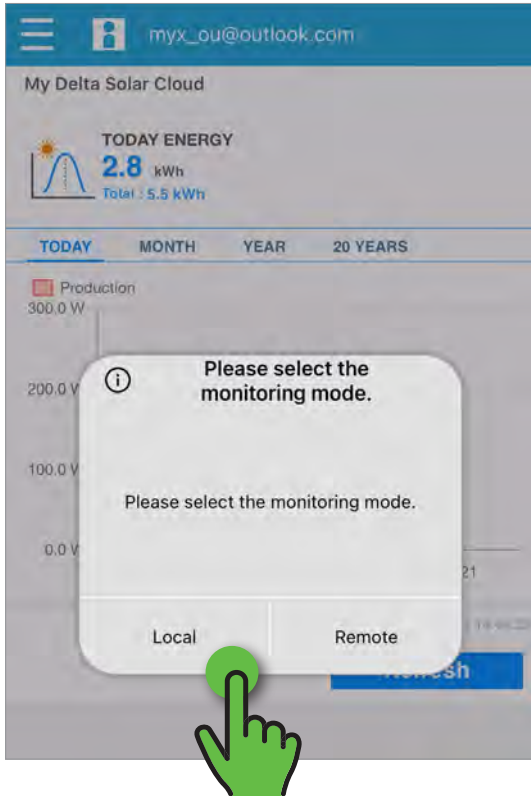 myx_ou@outlook.com
My Delta Solar Cloud
TODAY ENERGY
2.8 kWh
Total : 5.5 kWh
TODAY MONTH YEAR 20 YEARS
Production
300.0 W
200.0 W
Please select the
monitoring mode.
100.0 W
Please select the monitoring mode.
0.0 W
21
Local Remote